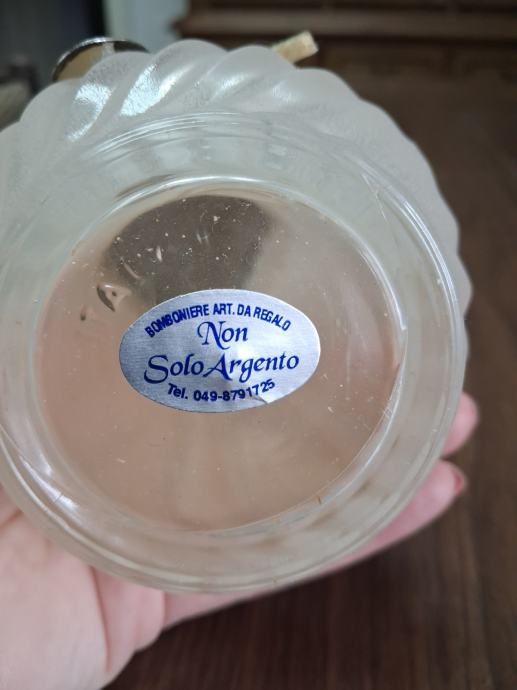 BOMBONIERE ART. DA REGALO
Non
Solo Argento
Tel. 049-8791725